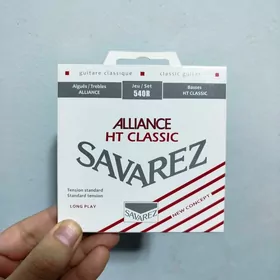 guitare classique classic guitar
Aiguës / Trebles Jeu / Set Basses
ALLIANCE 540R HT CLASSIC
ALLIANCE
HT CLASSIC
SAVAREZ
Tension standard
Standard tension
LONG PLAY
SAVAREZ
NEW CONCEPT